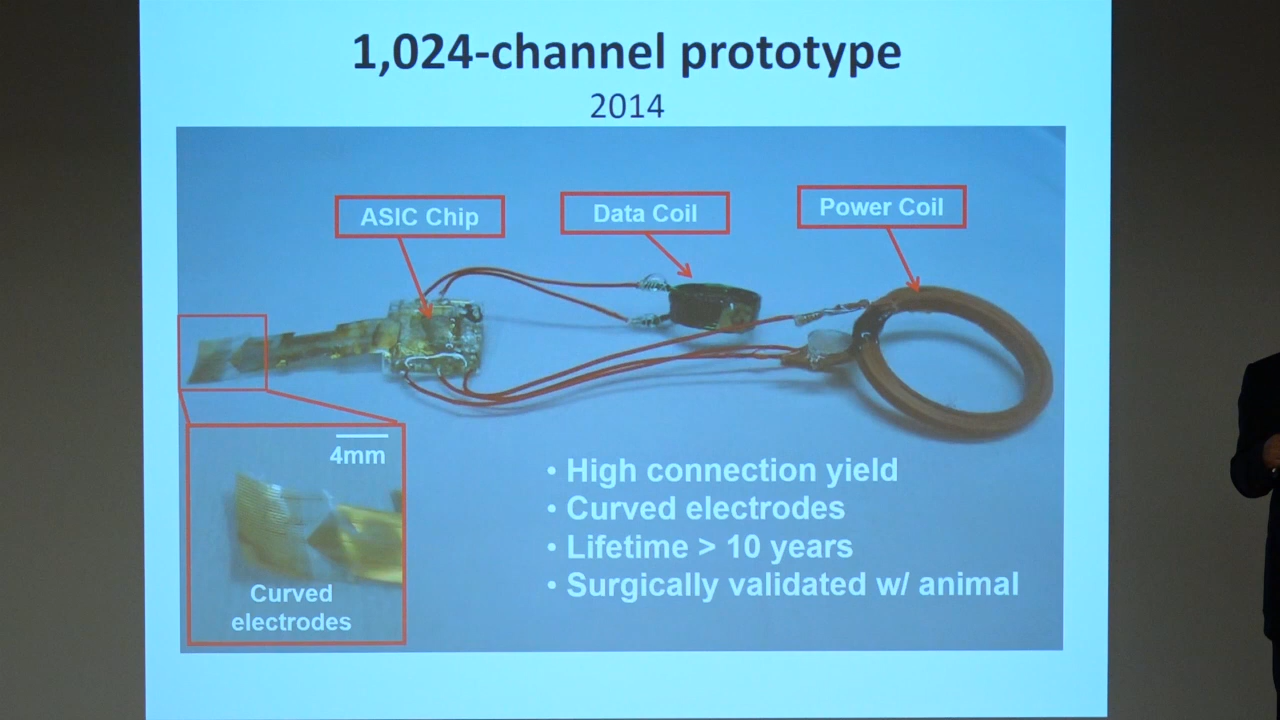 1,024-channel prototype
2014
ASIC Chip
Data Coil
Power Coil
4mm
Curved
electrodes
• High connection yield
• Curved electrodes
• Lifetime > 10 years
• Surgically validated w/ animal